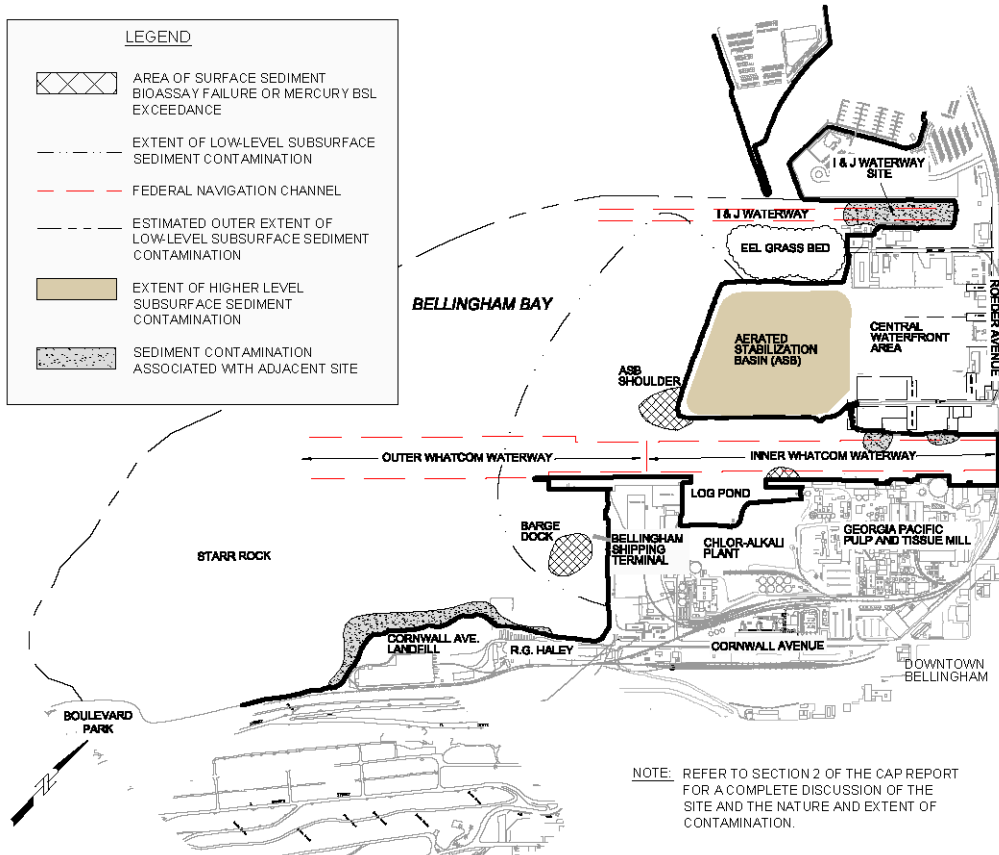 LEGEND
AREA OF SURFACE SEDIMENT
BIOASSAY FAILURE OR MERCURY BSL
EXCEEDANCE
EXTENT OF LOW-LEVEL SUBSURFACE
SEDIMENT CONTAMINATION
FEDERAL NAVIGATION CHANNEL
ESTIMATED OUTER EXTENT OF
LOW-LEVEL SUBSURFACE SEDIMENT
CONTAMINATION
EXTENT OF HIGHER LEVEL
SUBSURFACE SEDIMENT
CONTAMINATION
SEDIMENT CONTAMINATION
ASSOCIATED WITH ADJACENT SITE
I & J WATERWAY
SITE
I & J WATERWAY
EEL GRASS BED
BELLINGHAM BAY
ROEDER AVENUE
AERATED
STABILIZATION
BASIN (ASB)
CENTRAL
WATERFRONT
AREA
ASB
SHOULDER
OUTER WHATCOM WATERWAY
INNER WHATCOM WATERWAY
LOG POND
BARGE
DOCK
BELLINGHAM
SHIPPING
TERMINAL
CHLOR-ALKALI
PLANT
GEORGIA PACIFIC
PULP AND TISSUE MILL
STARR ROCK
CORNWALL AVE.
LANDFILL
R.G. HALEY
CORNWALL AVENUE
DOWNTOWN
BELLINGHAM
BOULEVARD
PARK
NOTE: REFER TO SECTION 2 OF THE CAP REPORT
FOR A COMPLETE DISCUSSION OF THE
SITE AND THE NATURE AND EXTENT OF
CONTAMINATION.